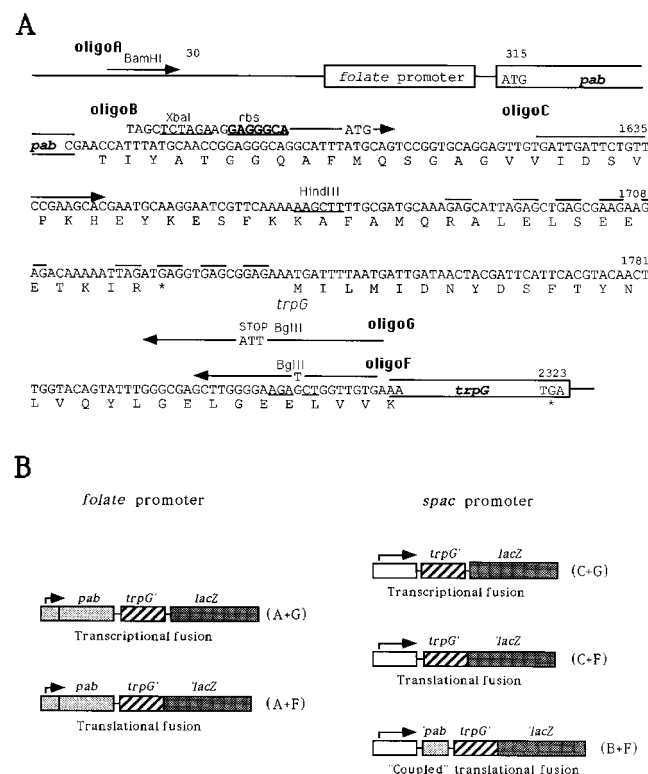 A
oligoA
BamHI 30 315
folate promoter ATG pab
oligoB XbaI rbs oligoC
TAGCTCTAGAAGGAGGGCA ATG
1635
pab CGAACCATTTATGCAACCGGAGGGCAGGCATTTATGCAGTCCGGTGCAGGAGTTGTGATTGATTCTGTT
T I Y A T G G Q A F M Q S G A G V V I D S V
HindIII 1708
CCGAAGCACGAATGCAAGGAATCGTTCAAAAAAGCTTTTGCGATGCAAAGAGCATTAGAGCTGAGCGAAGAAG
P K H E Y K E S F K K A F A M Q R A L E L S E E
1781
AGACAAAAATTAGATGAGGTGAGCGGAGAAATGATTTTAATGATTGATAACTACGATTCATTCACGTACAACT
E T K I R * M I L M I D N Y D S F T Y N
trpG
STOP BglII oligoG
ATT
BglII oligoF
T 2323
TGGTACAGTATTTGGGCGAGCTTGGGGAAGAGCTGGTTGTGAAA trpG TGA
L V Q Y L G E L G E E L V V K *
B
folate promoter
spac promoter
trpG' lacZ
(C+G)
Transcriptional fusion
pab trpG' lacZ
(A+G)
Transcriptional fusion
trpG' 'lacZ
(C+F)
Translational fusion
pab trpG' 'lacZ
(A+F)
Translational fusion
'pab trpG' 'lacZ
(B+F)
"Coupled" translational fusion